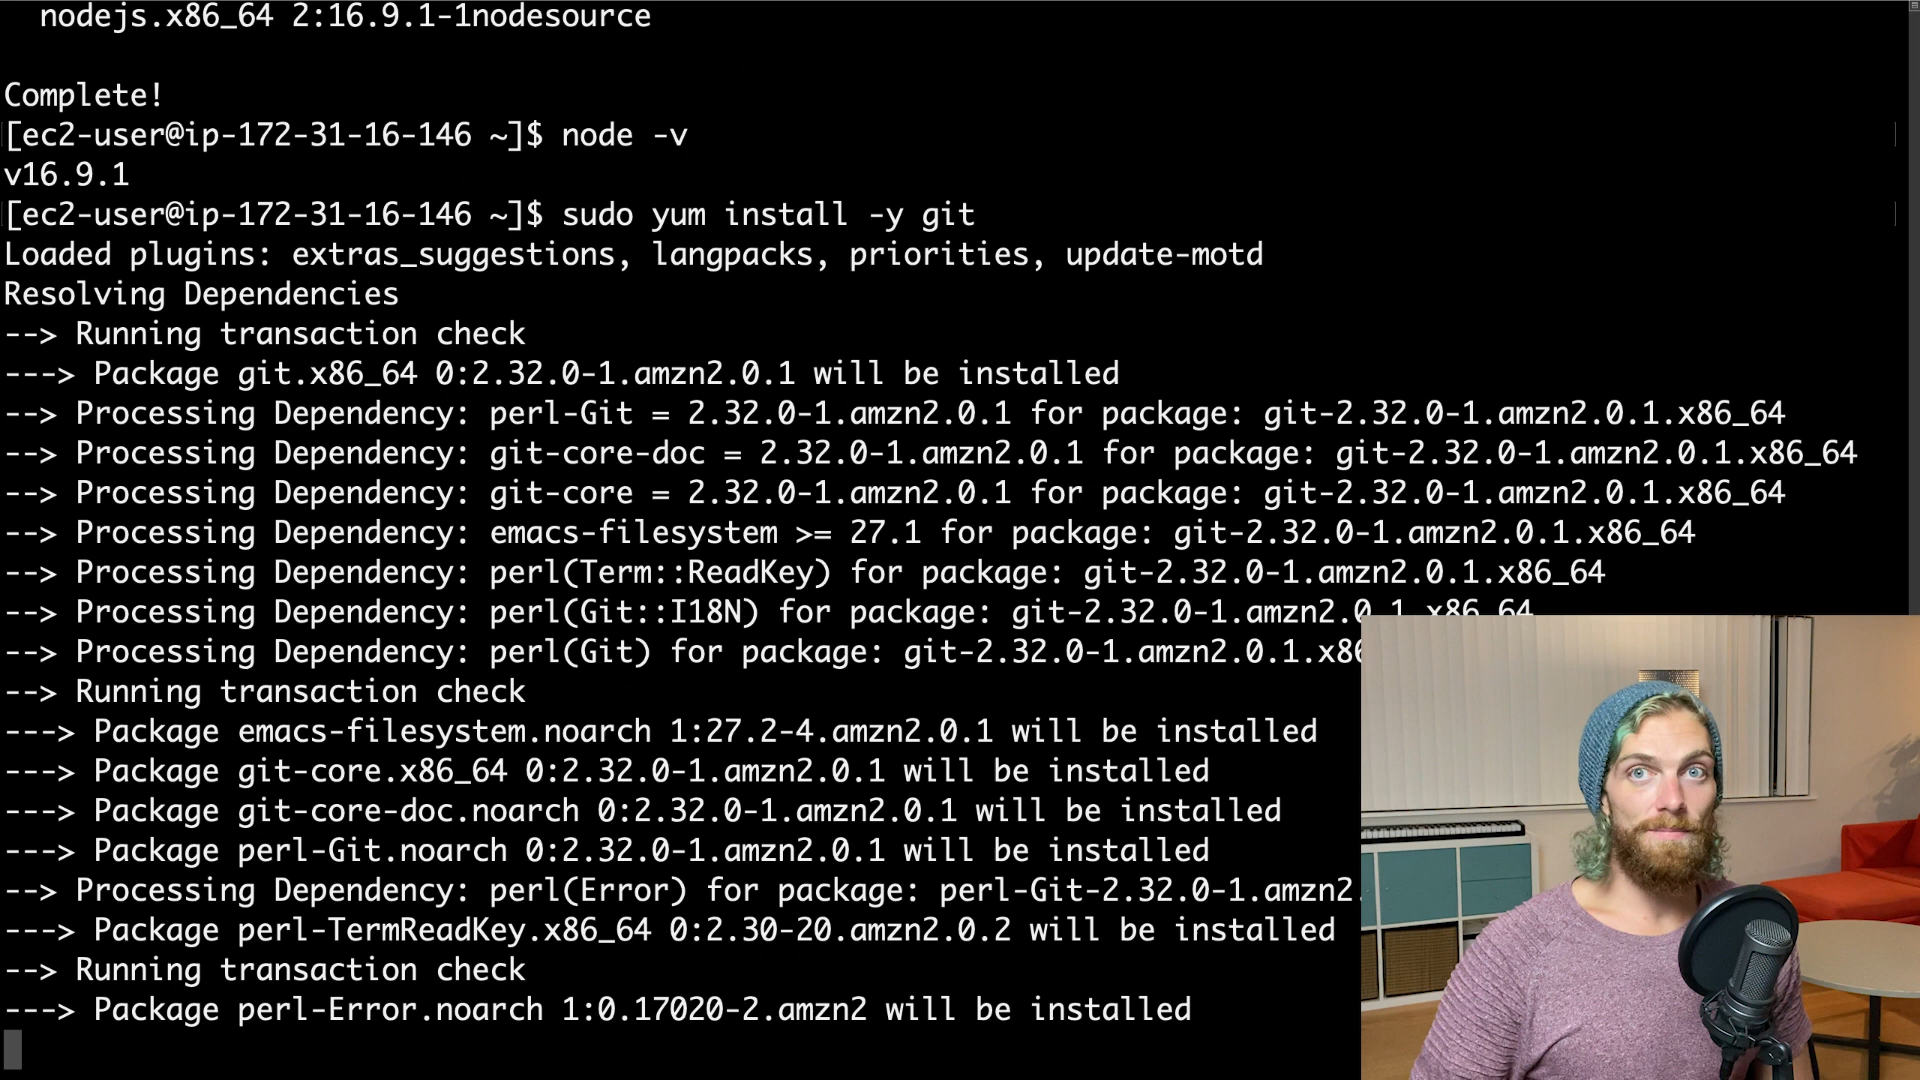 nodejs.x86_64 2:16.9.1-1nodesource
Complete!
[ec2-user@ip-172-31-16-146 ~]$ node -v
v16.9.1
[ec2-user@ip-172-31-16-146 ~]$ sudo yum install -y git
Loaded plugins: extras_suggestions, langpacks, priorities, update-motd
Resolving Dependencies
--> Running transaction check
---> Package git.x86_64 0:2.32.0-1.amzn2.0.1 will be installed
--> Processing Dependency: perl-Git = 2.32.0-1.amzn2.0.1 for package: git-2.32.0-1.amzn2.0.1.x86_64
--> Processing Dependency: git-core-doc = 2.32.0-1.amzn2.0.1 for package: git-2.32.0-1.amzn2.0.1.x86_64
--> Processing Dependency: git-core = 2.32.0-1.amzn2.0.1 for package: git-2.32.0-1.amzn2.0.1.x86_64
--> Processing Dependency: emacs-filesystem >= 27.1 for package: git-2.32.0-1.amzn2.0.1.x86_64
--> Processing Dependency: perl(Term::ReadKey) for package: git-2.32.0-1.amzn2.0.1.x86_64
--> Processing Dependency: perl(Git::I18N) for package: git-2.32.0-1.amzn2.0.1.x86_64
--> Processing Dependency: perl(Git) for package: git-2.32.0-1.amzn2.0.1.x86
--> Running transaction check
---> Package emacs-filesystem.noarch 1:27.2-4.amzn2.0.1 will be installed
---> Package git-core.x86_64 0:2.32.0-1.amzn2.0.1 will be installed
---> Package git-core-doc.noarch 0:2.32.0-1.amzn2.0.1 will be installed
---> Package perl-Git.noarch 0:2.32.0-1.amzn2.0.1 will be installed
--> Processing Dependency: perl(Error) for package: perl-Git-2.32.0-1.amzn2.
---> Package perl-TermReadKey.x86_64 0:2.30-20.amzn2.0.2 will be installed
--> Running transaction check
---> Package perl-Error.noarch 1:0.17020-2.amzn2 will be installed